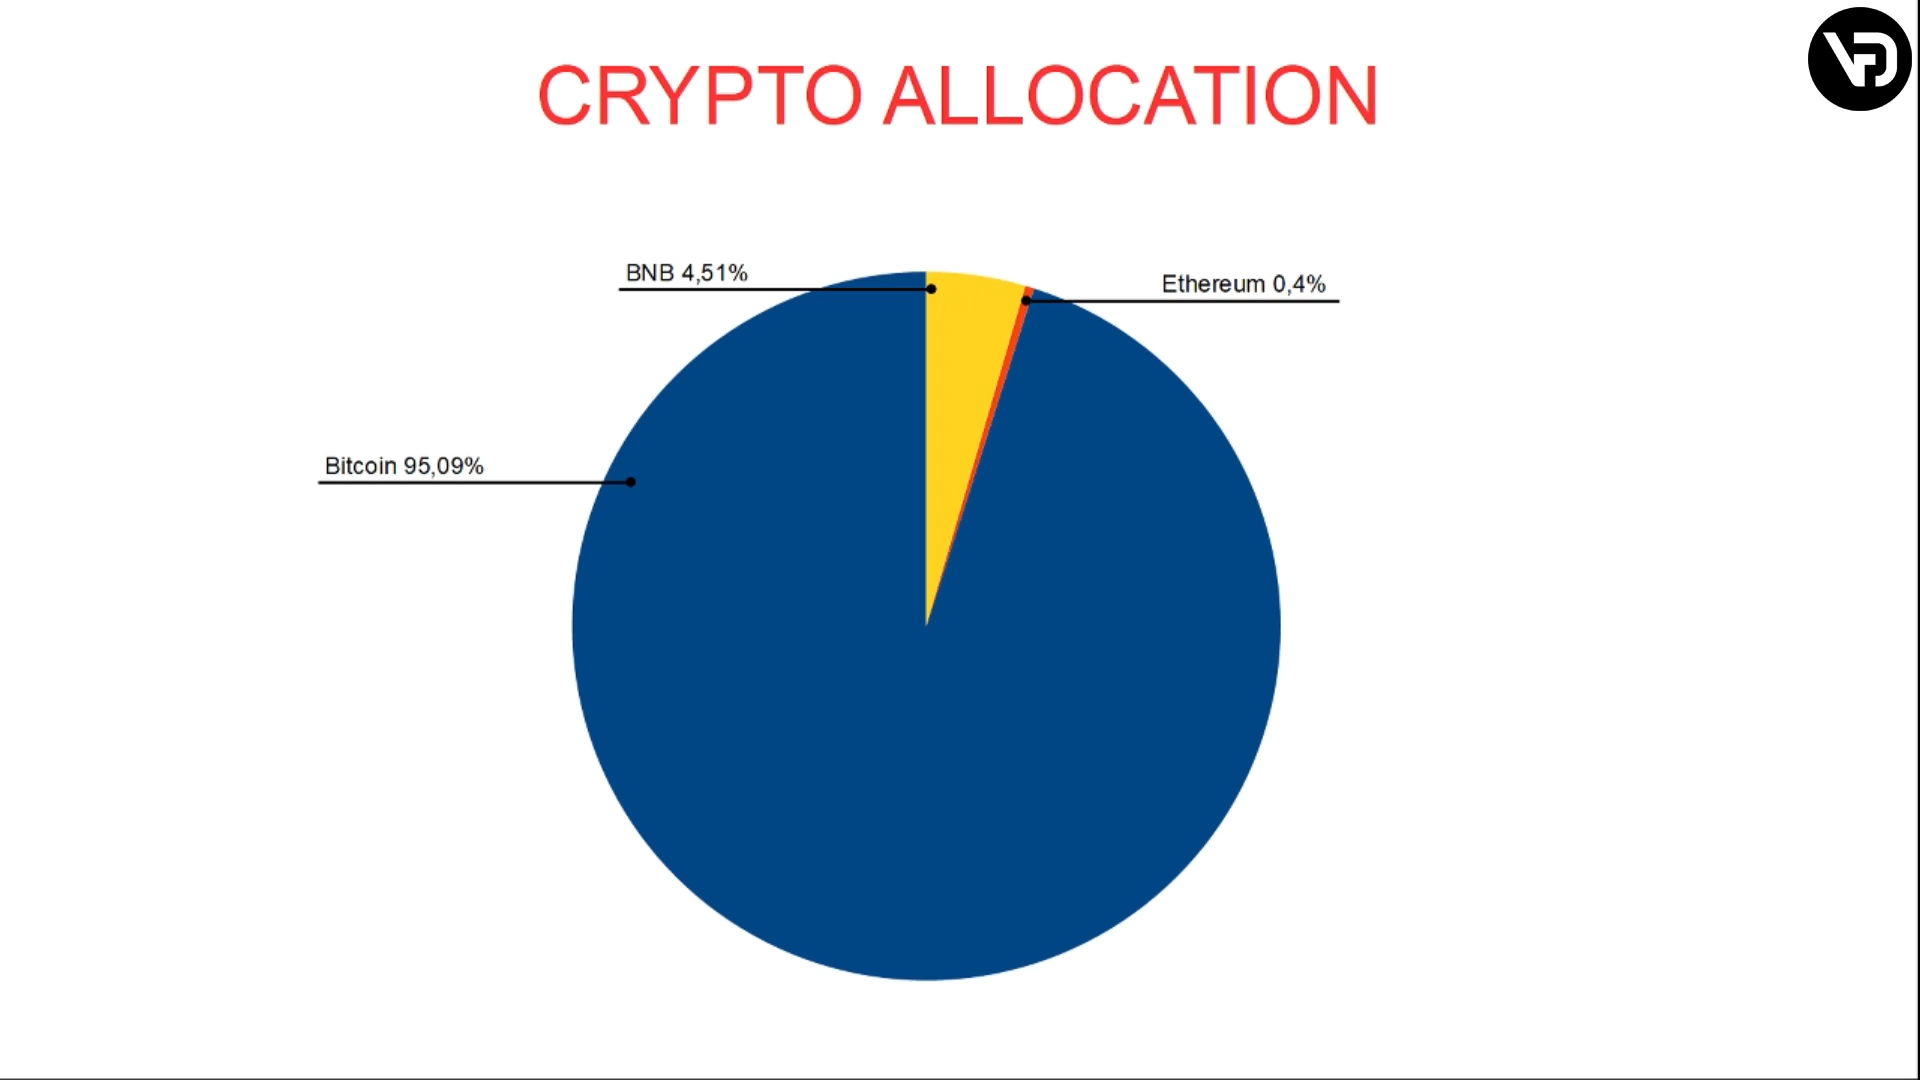 CRYPTO ALLOCATION
BNB 4,51%
Ethereum 0,4%
Bitcoin 95,09%